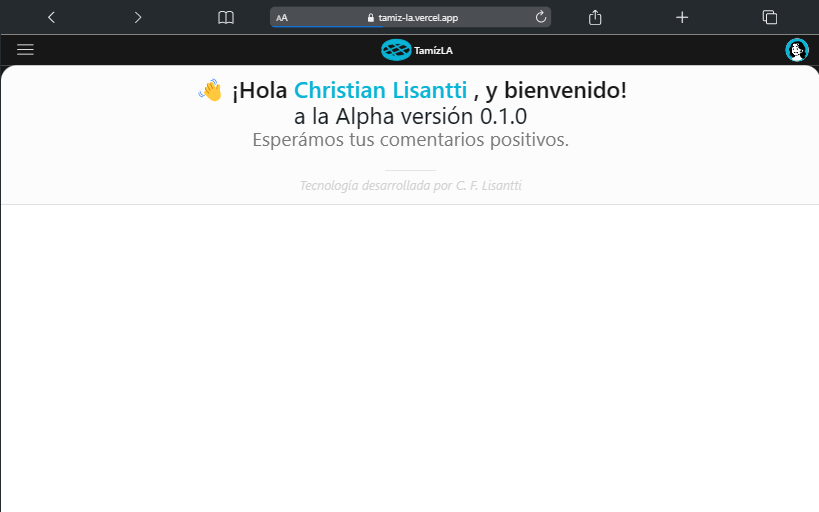 AA tamiz-la.vercel.app
TamízLA
👋 ¡Hola Christian Lisantti , y bienvenido!
a la Alpha versión 0.1.0
Esperámos tus comentarios positivos.
Tecnología desarrollada por C. F. Lisantti